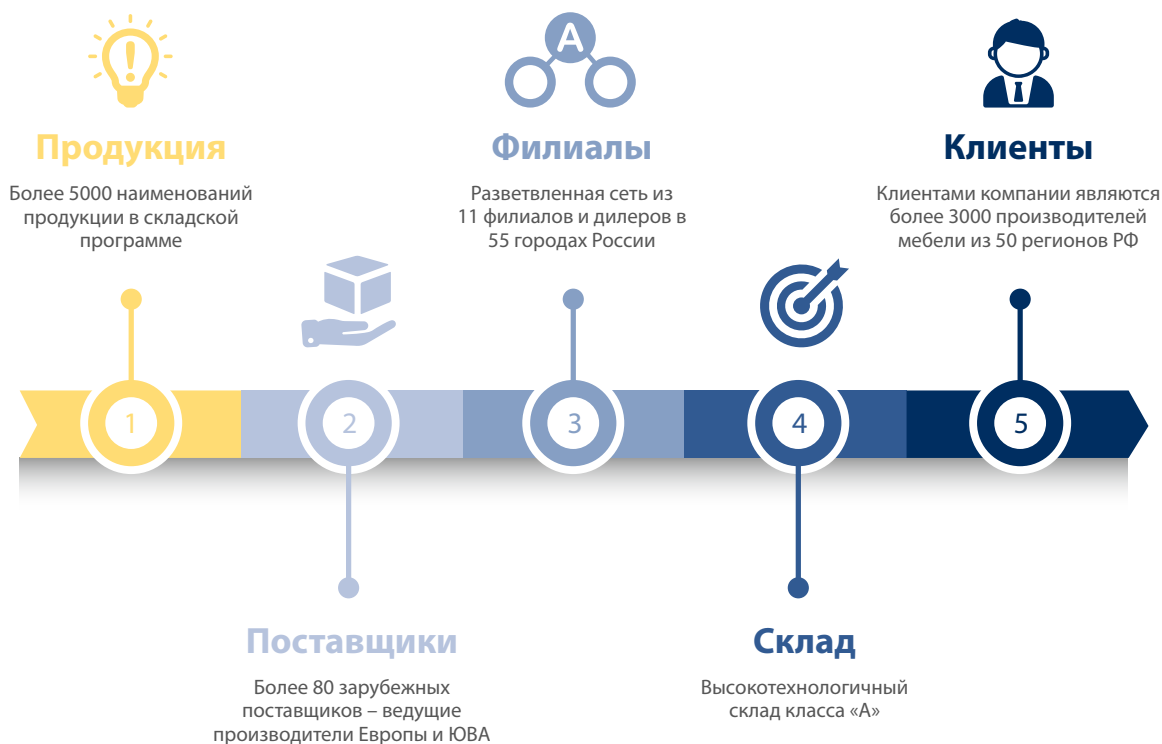 A
Продукция
Более 5000 наименований
продукции в складской
программе
Филиалы
Разветвленная сеть из
11 филиалов и дилеров в
55 городах России
Клиенты
Клиентами компании являются
более 3000 производителей
мебели из 50 регионов РФ
1
2
3
4
5
Поставщики
Более 80 зарубежных
поставщиков – ведущие
производители Европы и ЮВА
Склад
Высокотехнологичный
склад класса «А»